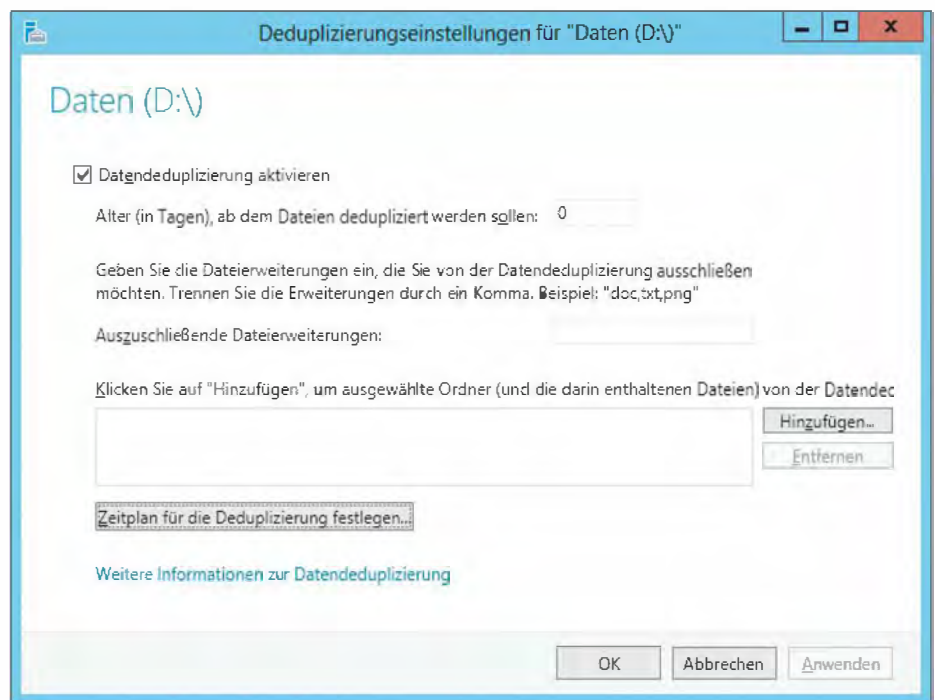 Deduplizierungseinstellungen für "Daten (D:\)"
Daten (D:\)
Datendeduplizierung aktivieren
Alter (in Tagen), ab dem Dateien dedupliziert werden sollen: 0
Geben Sie die Dateierweiterungen ein, die Sie von der Datendeduplizierung ausschließen
möchten. Trennen Sie die Erweiterungen durch ein Komma. Beispiel: "doc,txt,png"
Auszuschließende Dateierweiterungen:
Klicken Sie auf "Hinzufügen", um ausgewählte Ordner (und die darin enthaltenen Dateien) von der Datendec
Hinzufügen...
Entfernen
Zeitplan für die Deduplizierung festlegen...
Weitere Informationen zur Datendeduplizierung
OK Abbrechen Anwenden